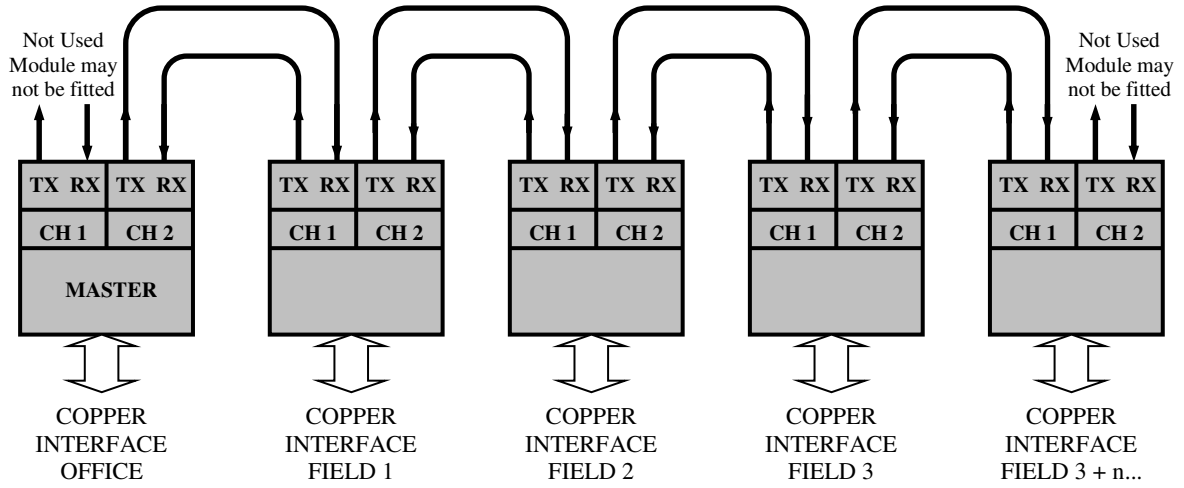 Not Used
Module may
not be fitted
Not Used
Module may
not be fitted
TX RX TX RX
TX RX TX RX
TX RX TX RX
TX RX TX RX
TX RX TX RX
CH 1 CH 2
CH 1 CH 2
CH 1 CH 2
CH 1 CH 2
CH 1 CH 2
MASTER
COPPER
INTERFACE
OFFICE
COPPER
INTERFACE
FIELD 1
COPPER
INTERFACE
FIELD 2
COPPER
INTERFACE
FIELD 3
COPPER
INTERFACE
FIELD 3 + n...